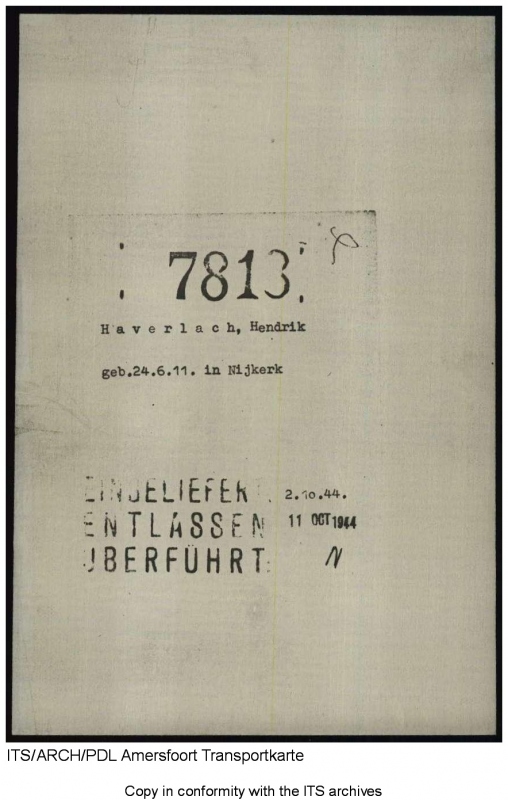 7813
Haverlach, Hendrik
geb.24.6.11. in Nijkerk
EINGELIEFERT. 2.10.44.
ENTLASSEN 11 OCT 1944
ÜBERFÜHRT: N
ITS/ARCH/PDL Amersfoort Transportkarte
Copy in conformity with the ITS archives